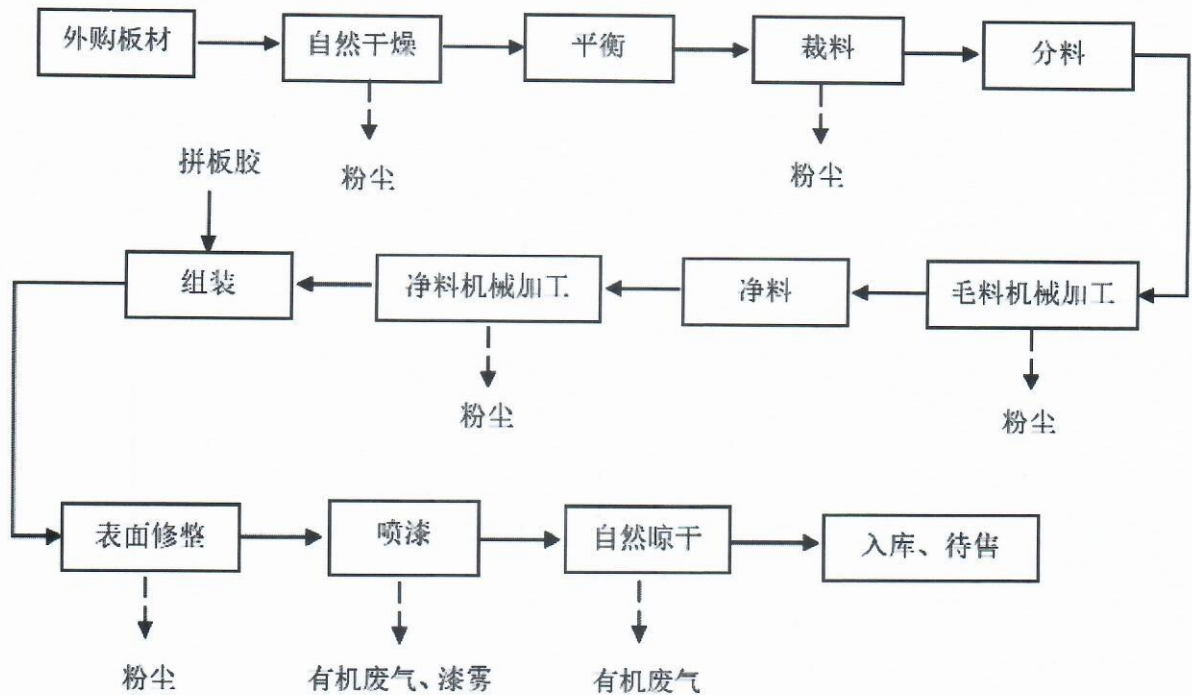 外购板材
自然干燥
平衡
裁料
分料
粉尘
粉尘
拼板胶
组装
净料机械加工
净料
毛料机械加工
粉尘
粉尘
表面修整
喷漆
自然晾干
入库、待售
粉尘
有机废气、漆雾
有机废气